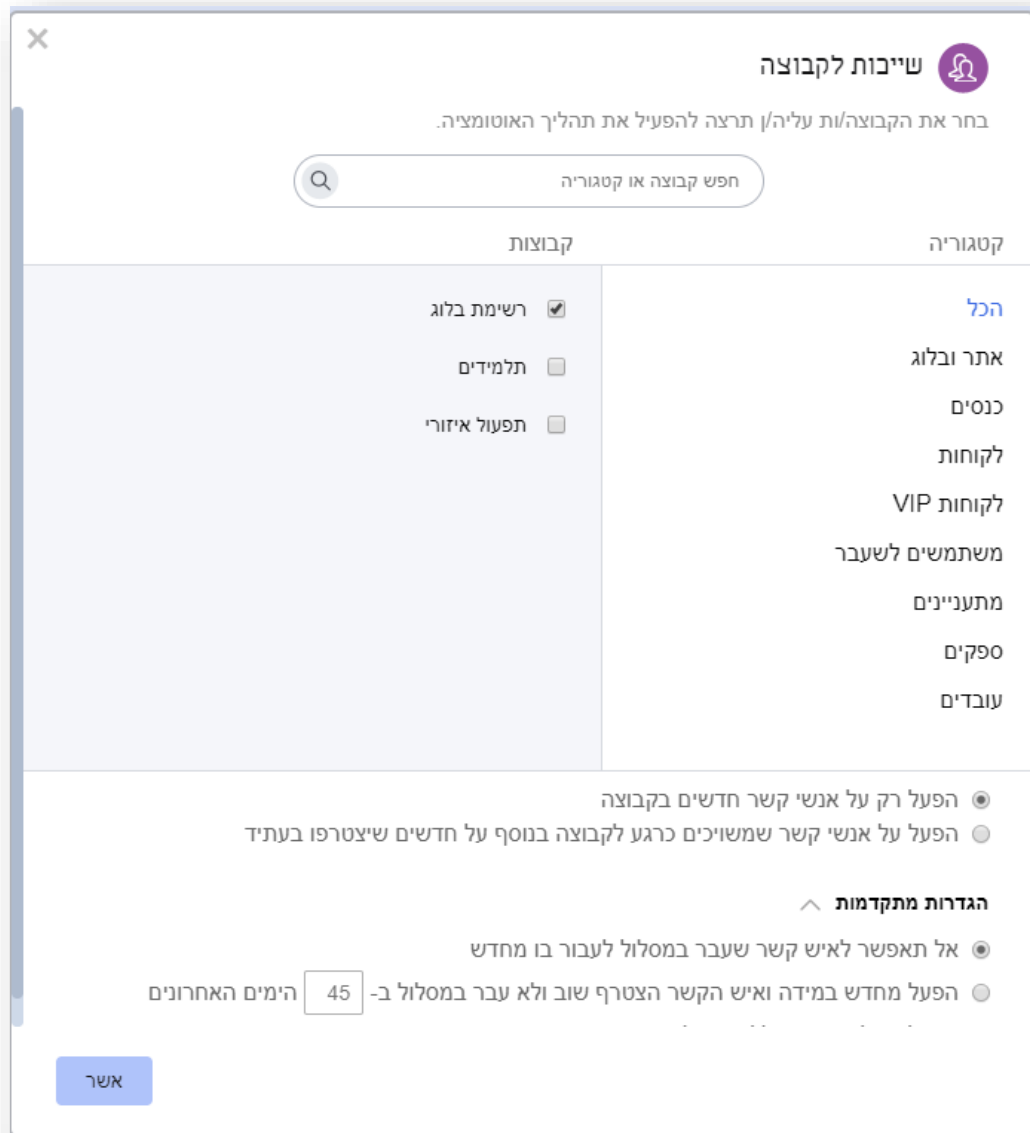 שייכות לקבוצה
בחר את הקבוצה/ות עליה/ן תרצה להפעיל את תהליך האוטומציה.
חפש קבוצה או קטגוריה
קטגוריה
הכל
אתר ובלוג
כנסים
לקוחות
לקוחות VIP
משתמשים לשעבר
מתעניינים
ספקים
עובדים
קבוצות
רשימת בלוג
תלמידים
תפעול איזורי
הפעל רק על אנשי קשר חדשים בקבוצה
הפעל על אנשי קשר שמשויכים כרגע לקבוצה בנוסף על חדשים שיצטרפו בעתיד
הגדרות מתקדמות
אל תאפשר לאיש קשר שעבר במסלול לעבור בו מחדש
הפעל מחדש במידה ואיש הקשר הצטרף שוב ולא עבר במסלול ב- 45 הימים האחרונים
אשר